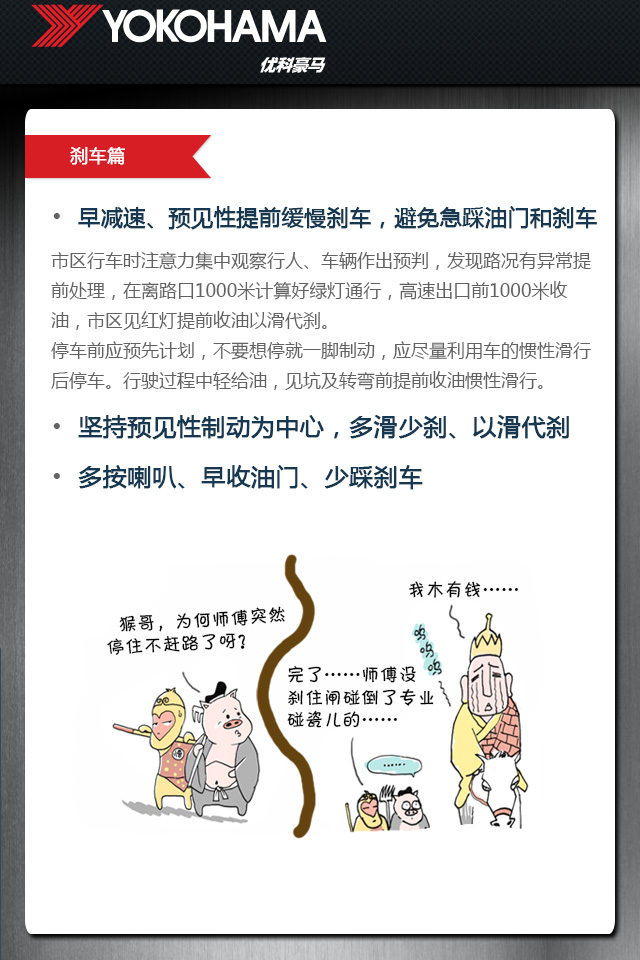 YOKOHAMA
优科豪马
刹车篇
• 早减速、预见性提前缓慢刹车，避免急踩油门和刹车
市区行车时注意力集中观察行人、车辆作出预判，发现路况有异常提
前处理，在离路口1000米计算好绿灯通行，高速出口前1000米收
油，市区见红灯提前收油以滑代刹。
停车前应预先计划，不要想停就一脚制动，应尽量利用车的惯性滑行
后停车。行驶过程中轻给油，见坑及转弯前提前收油惯性滑行。
• 坚持预见性制动为中心，多滑少刹、以滑代刹
• 多按喇叭、早收油门、少踩刹车
猴哥，为何师傅突然
停住不赶路了呀？
完了……师傅没
刹住闸碰倒了专业
碰瓷儿的……
……
我木有钱……
呜
呜
呜